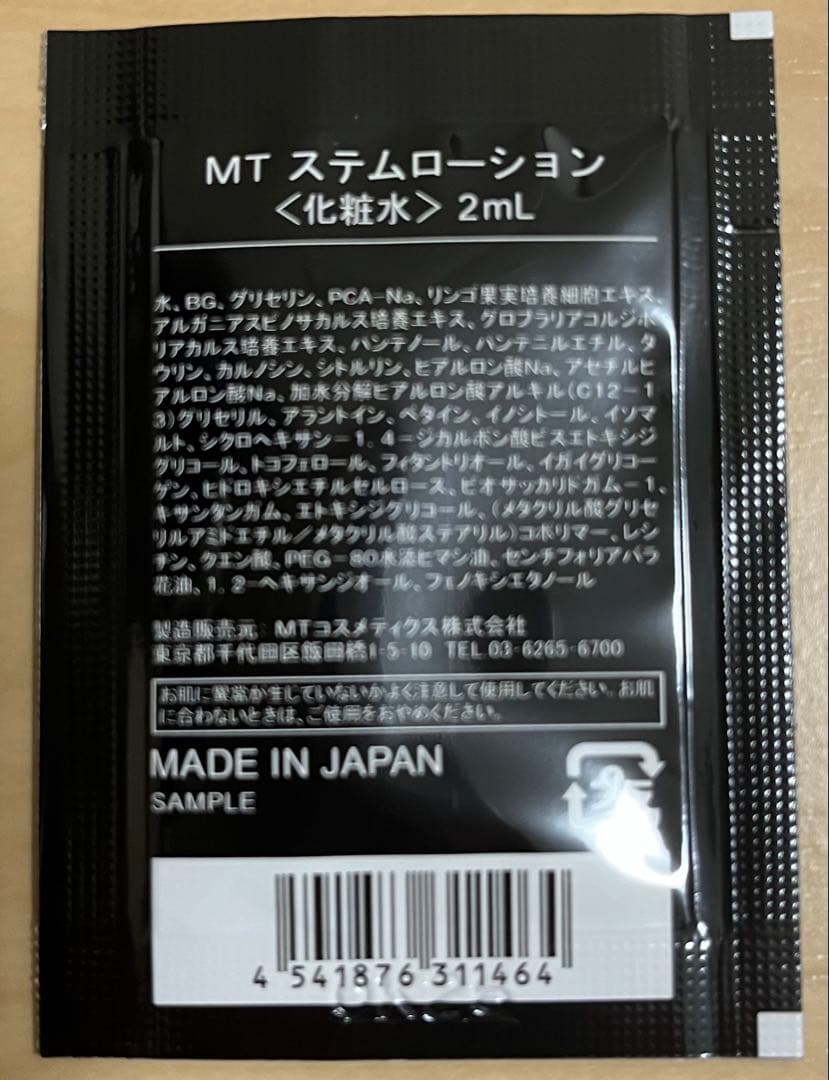 MT ステムローション
<化粧水> 2mL
水、BG、グリセリン、PCA-Na、リンゴ果実培養細胞エキス、
アルガニアスピノサカルス培養エキス、グロブラリアコルジホ
リアカルス培養エキス、パンテノール、パンテニルエチル、タ
ウリン、カルノシン、シトルリン、ヒアルロン酸Na、アセチルヒ
アルロン酸Na、加水分解ヒアルロン酸アルキル(C12-1
3)グリセリル、アラントイン、ベタイン、イノシトール、イソマ
ルト、シクロヘキサン-1,4-ジカルボン酸ビスエトキシジ
グリコール、トコフェロール、フィタントリオール、イガイグリコー
ゲン、ヒドロキシエチルセルロース、ビオサッカリドガム-1、
キサンタンガム、エトキシジグリコール、(メタクリル酸グリセ
リルアミドエチル/メタクリル酸ステアリル)コポリマー、レシ
チン、クエン酸、PEG-80水添ヒマシ油、センチフォリアバラ
花油、1,2-ヘキサンジオール、フェノキシエタノール
製造販売元 MTコスメティクス株式会社
東京都千代田区飯田橋1-5-10 TEL 03-6265-6700
お肌に異常が生じていないかよく注意して使用してください。お肌
に合わないときは、ご使用をおやめください。
MADE IN JAPAN
SAMPLE
4 541876 311464